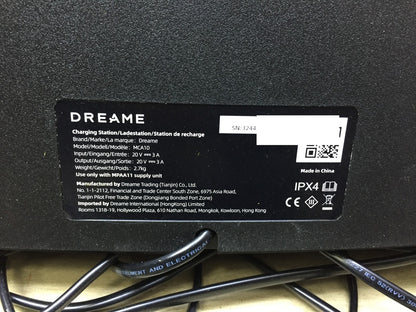 DREAME
Charging Station/Ladestation/Station de recharge
Brand/Marke/La marque: Dreame
Model/Modell/Modèle: MCA10
Input/Eingang/Entrée: 20 V ⎓ 3 A
Output/Ausgang/Sortie: 20 V ⎓ 3 A
Weight/Gewicht/Poids: 2.7kg
Use only with MPAA11 supply unit
Manufactured by Dreame Trading (Tianjin) Co., Ltd.
No. 1-1-2112, Financial and Trade Center South Zone, 6975 Asia Road,
Tianjin Pilot Free Trade Zone (Dongjiang Bonded Port Zone)
Imported by Dreame International (HongKong) Limited
Rooms 1318-19, Hollywood Plaza, 610 Nathan Road, Mongkok, Kowloon, Hong Kong
SN: 1244
Made in China
IPX4
CE
IEC 52(RVV)